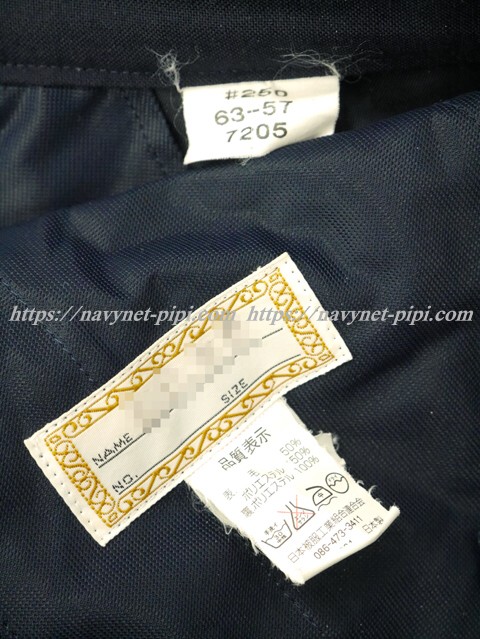 #256
63--57
7205
https://navynet-pipi.com/ https://navynet-pipi.com/
NAME
NO.
SIZE
品質表示
表 毛 50%
ポリエステル 50%
裏ポリエステル 100%
日本被服工業組合連合会
086-473-3411
日本製